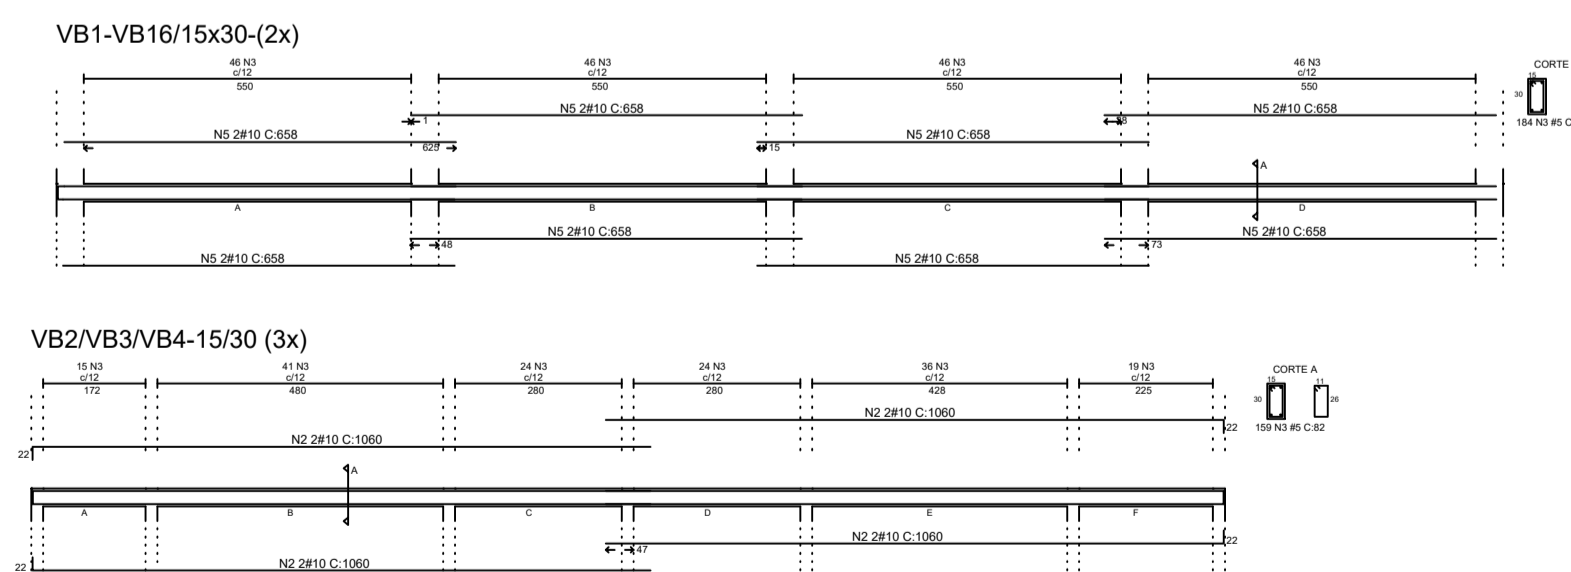 VB1-VB16/15x30-(2x)
46 N3 46 N3 46 N3 46 N3 CORTE
c/12 c/12 c/12 c/12 15
550 550 550 550 30
N5 2#10 C:658 N5 2#10 C:658
1 184 N3 #5 C
N5 2#10 C:658 N5 2#10 C:658
625 15
A
A B C D
N5 2#10 C:658 N5 2#10 C:658
48 73
N5 2#10 C:658 N5 2#10 C:658
VB2/VB3/VB4-15/30 (3x)
15 N3 41 N3 24 N3 24 N3 36 N3 19 N3 CORTE A
c/12 c/12 c/12 c/12 c/12 c/12 15 11
172 480 280 280 428 225 30 26
N2 2#10 C:1060
22 159 N3 #5 C:82
N2 2#10 C:1060
22
A
A B C D E F
N2 2#10 C:1060 22
47
N2 2#10 C:1060
22